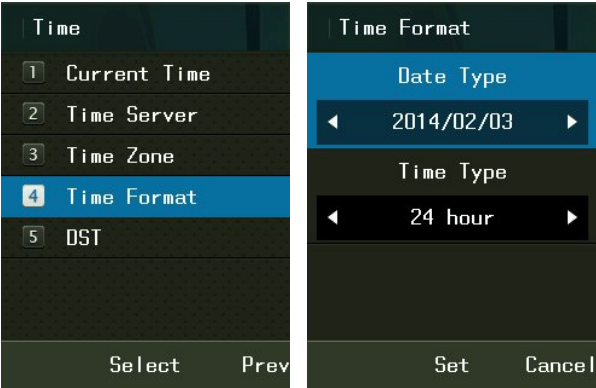 Time
1 Current Time
2 Time Server
3 Time Zone
4 Time Format
5 DST
Select Prev
Time Format
Date Type
2014/02/03
Time Type
24 hour
Set Cancel